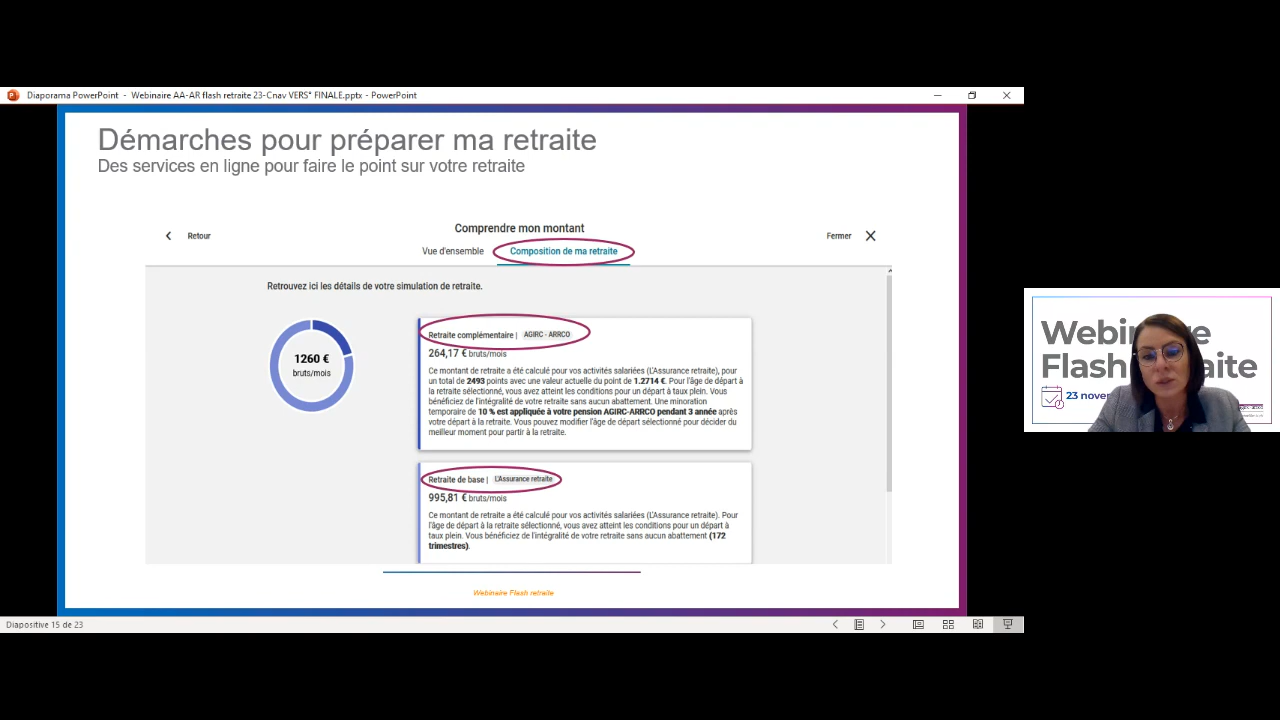 Diaporama PowerPoint - Webinaire AA-AR flash retraite 23-Cnav VERS° FINALE.pptx - PowerPoint
Démarches pour préparer ma retraite
Des services en ligne pour faire le point sur votre retraite
Retour
Comprendre mon montant
Fermer
Vue d'ensemble
Composition de ma retraite
Retrouvez ici les détails de votre simulation de retraite.
1260 €
bruts/mois
Retraite complémentaire | AGIRC - ARRCO
264,17 € bruts/mois
Ce montant de retraite a été calculé pour vos activités salariées (L'Assurance retraite), pour
un total de 2493 points avec une valeur actuelle du point de 1.2714 €. Pour l'âge de départ à
la retraite sélectionné, vous avez atteint les conditions pour un départ à taux plein. Vous
bénéficiez de l'intégralité de votre retraite sans aucun abattement. Une minoration
temporaire de 10 % est appliquée à votre pension AGIRC-ARRCO pendant 3 année après
votre départ à la retraite. Vous pouvez modifier l'âge de départ sélectionné pour décider du
meilleur moment pour partir à la retraite.
Retraite de base | L'Assurance retraite
995,81 € bruts/mois
Ce montant de retraite a été calculé pour vos activités salariées (L'Assurance retraite). Pour
l'âge de départ à la retraite sélectionné, vous avez atteint les conditions pour un départ à
taux plein. Vous bénéficiez de l'intégralité de votre retraite sans aucun abattement (172
trimestres).
Webinaire Flash retraite
Diapositive 15 de 23
Webinaire
Flash retraite
23